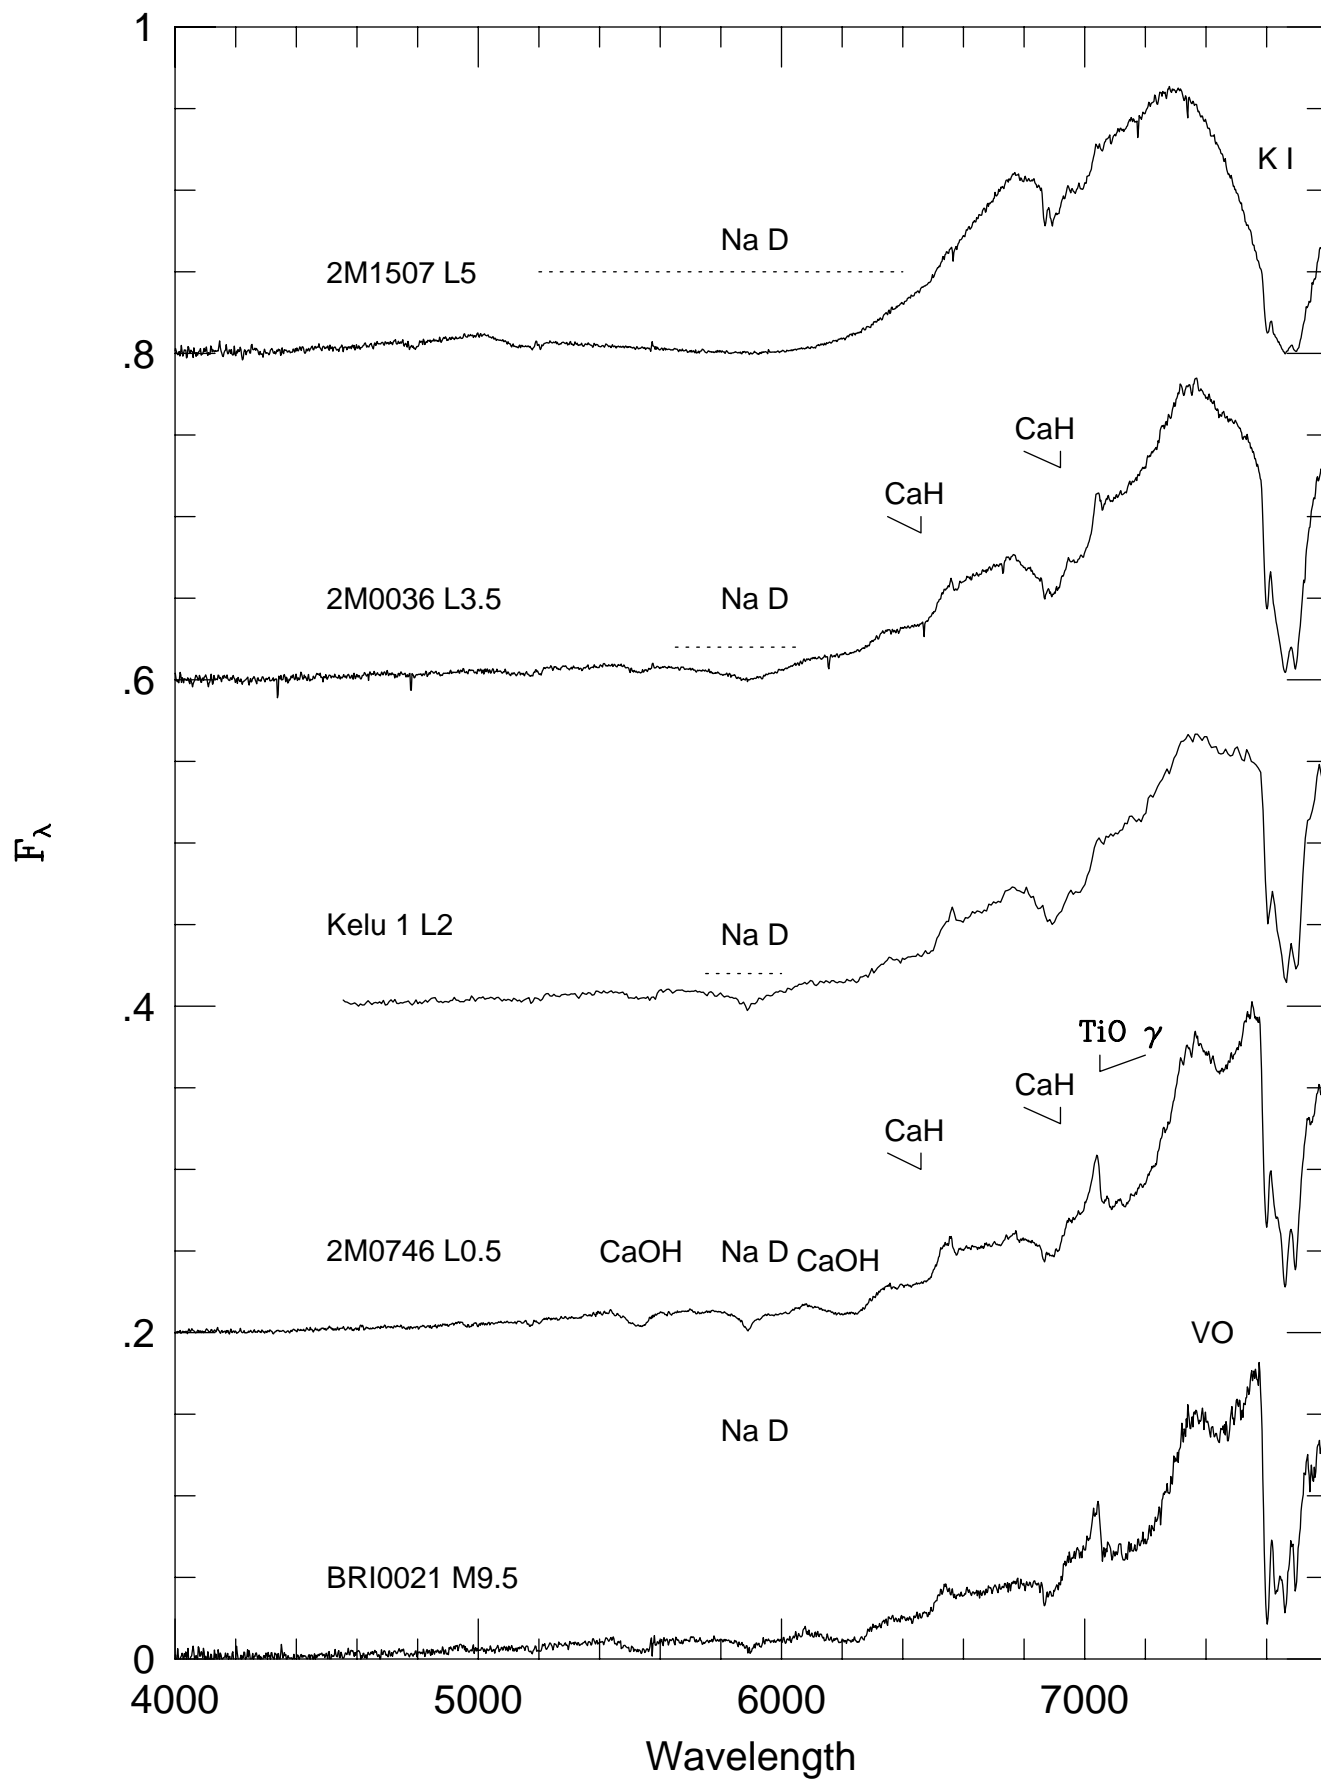 1
K I
Na D
2M1507 L5
.8
CaH
CaH
2M0036 L3.5
Na D
.6
F λ
Kelu 1 L2
Na D
.4
TiO γ
CaH
CaH
2M0746 L0.5
CaOH
Na D
CaOH
.2
VO
Na D
BRI0021 M9.5
0
4000 5000 6000 7000
Wavelength